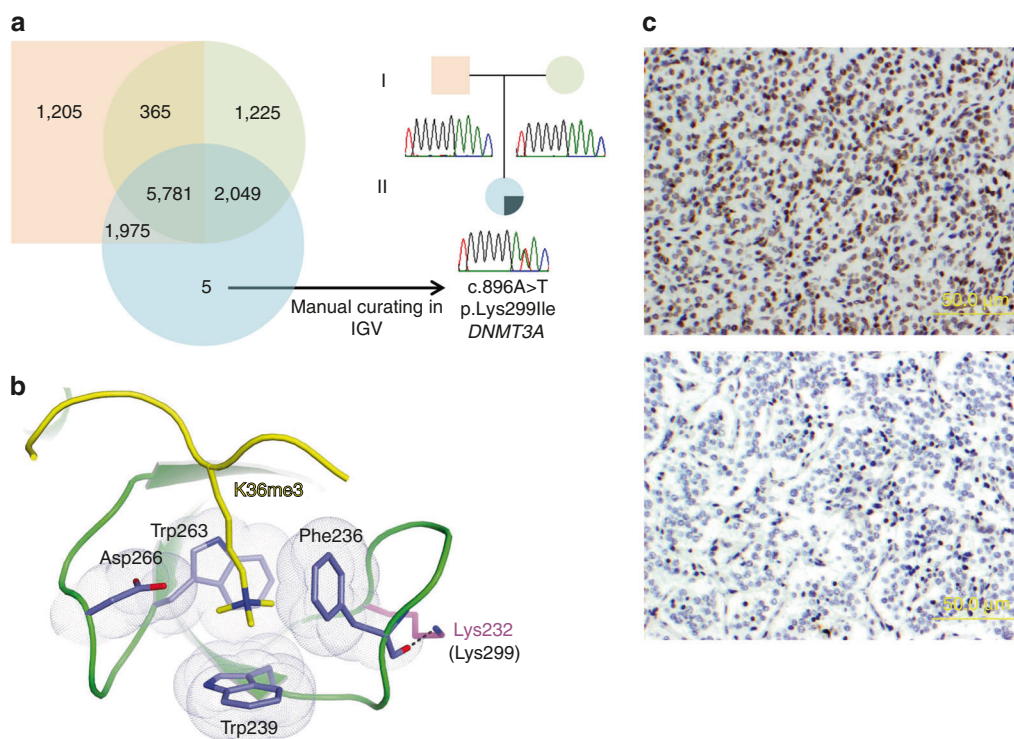 a
1,205
365
1,225
5,781
2,049
1,975
5
Manual curating in
IGV
I
II
c.896A>T
p.Lys299Ile
DNMT3A
b
K36me3
Trp263
Phe236
Asp266
Lys232
(Lys299)
Trp239
c
50.0 µm
50.0 µm